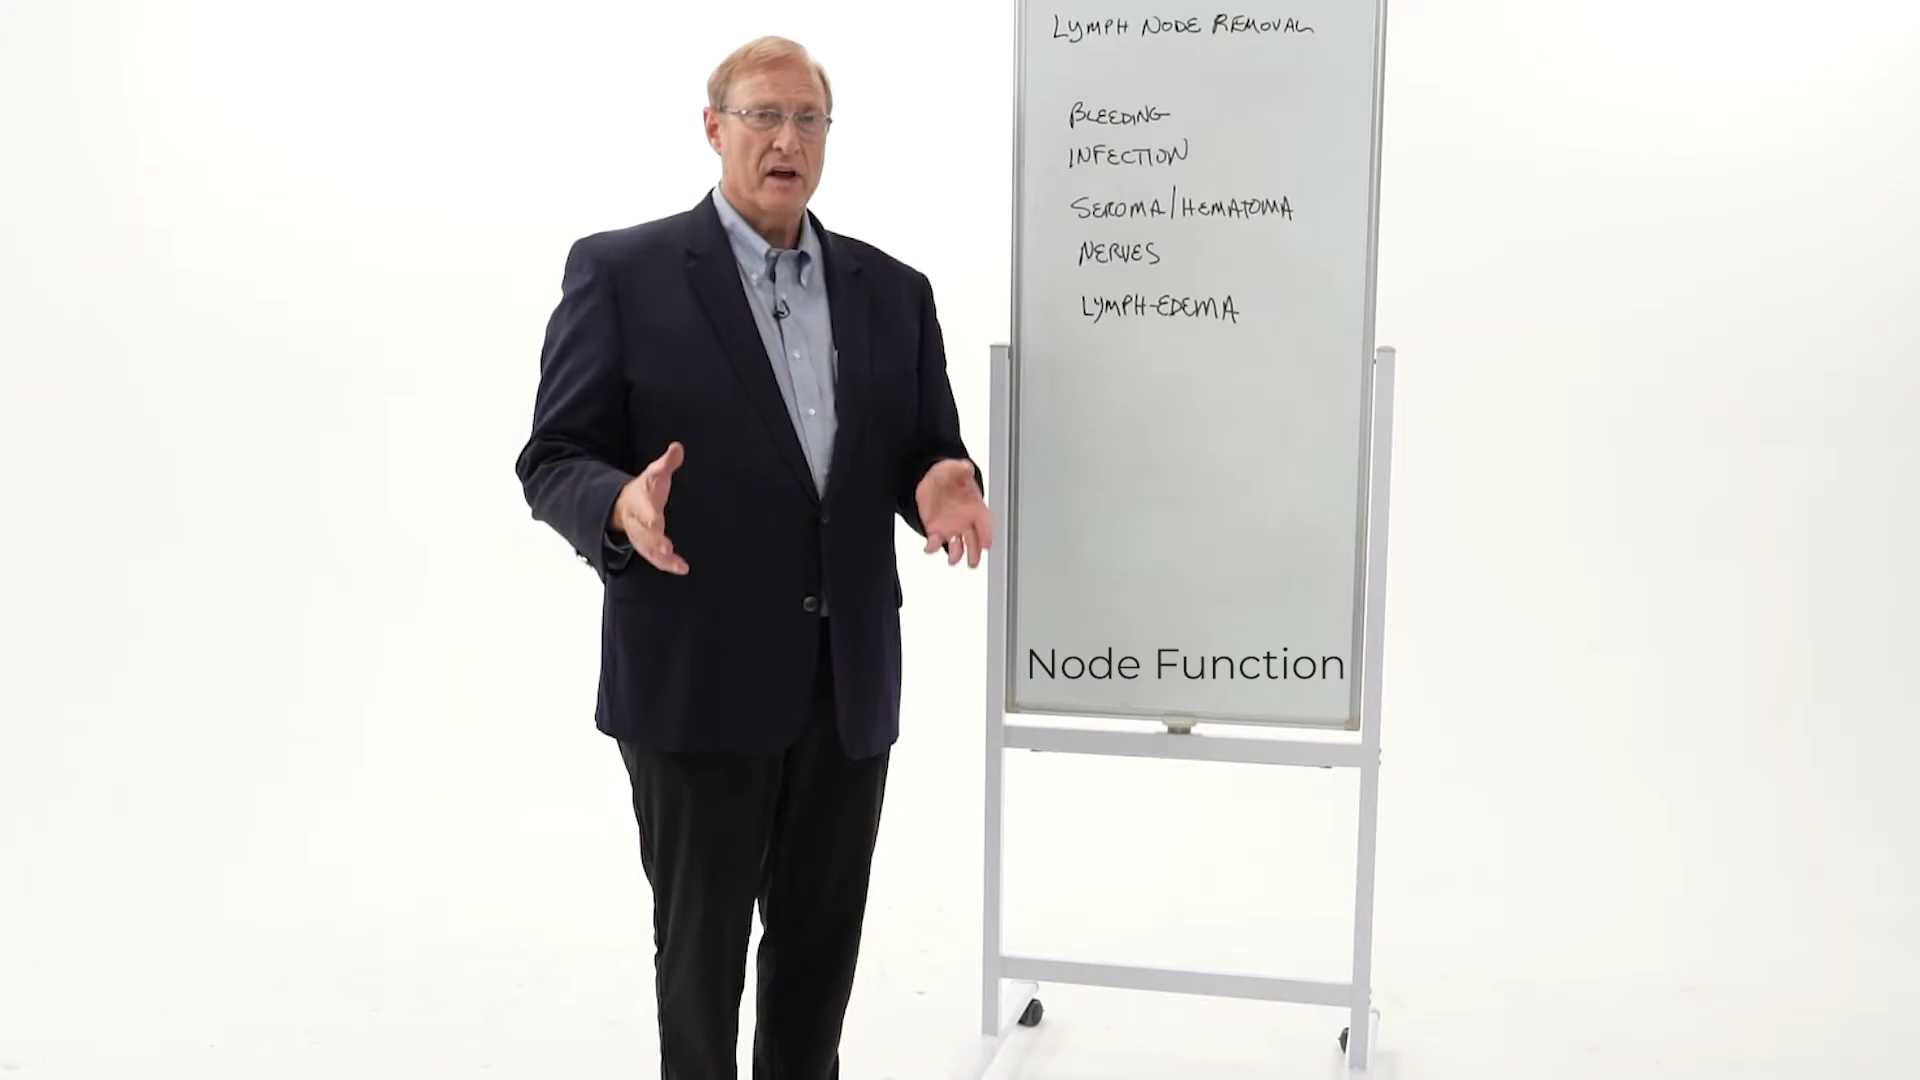 LYMPH NODE REMOVAL
BLEEDING
INFECTION
SEROMA/HEMATOMA
NERVES
LYMPH-EDEMA
Node Function